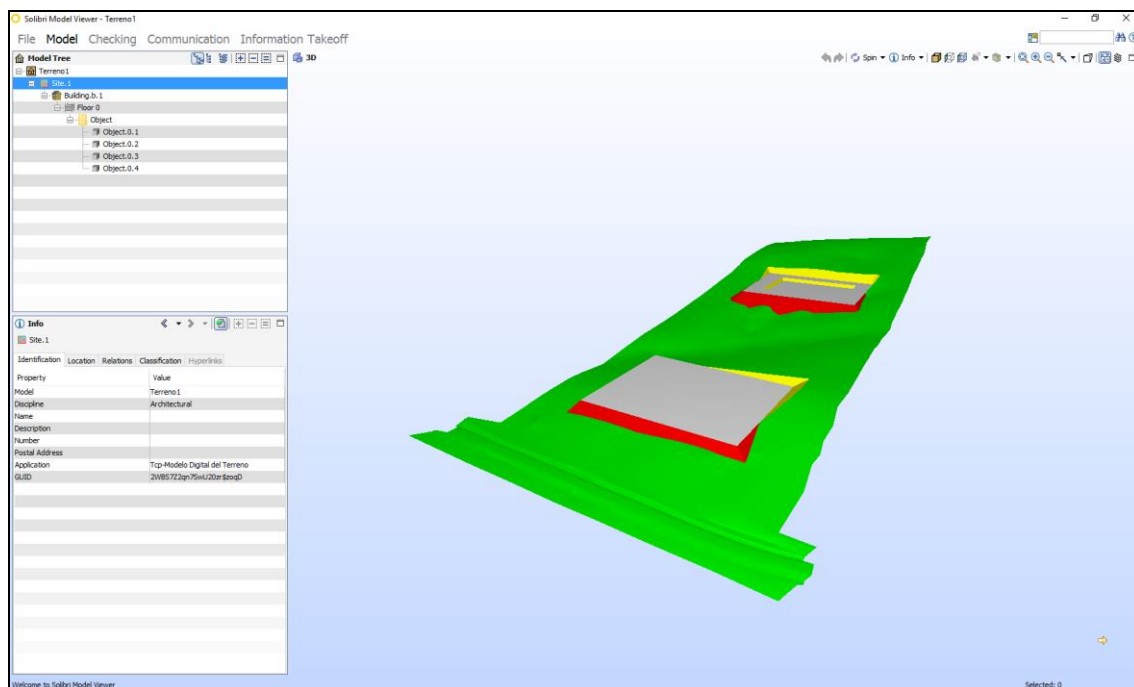 Solibri Model Viewer - Terreno1
File Model Checking Communication Information Takeoff
Model Tree
3D
Spin
Info
Terreno1
Site.1
Building.b.1
Floor 0
Object
Object.0.1
Object.0.2
Object.0.3
Object.0.4
Info
Site.1
Identification Location Relations Classification Hyperlinks
Property Value
Model Terreno1
Discipline Architectural
Name
Description
Number
Postal Address
Application Tcp-Modelo Digital del Terreno
GUID
Welcome to Solibri Model Viewer
Selected: 0